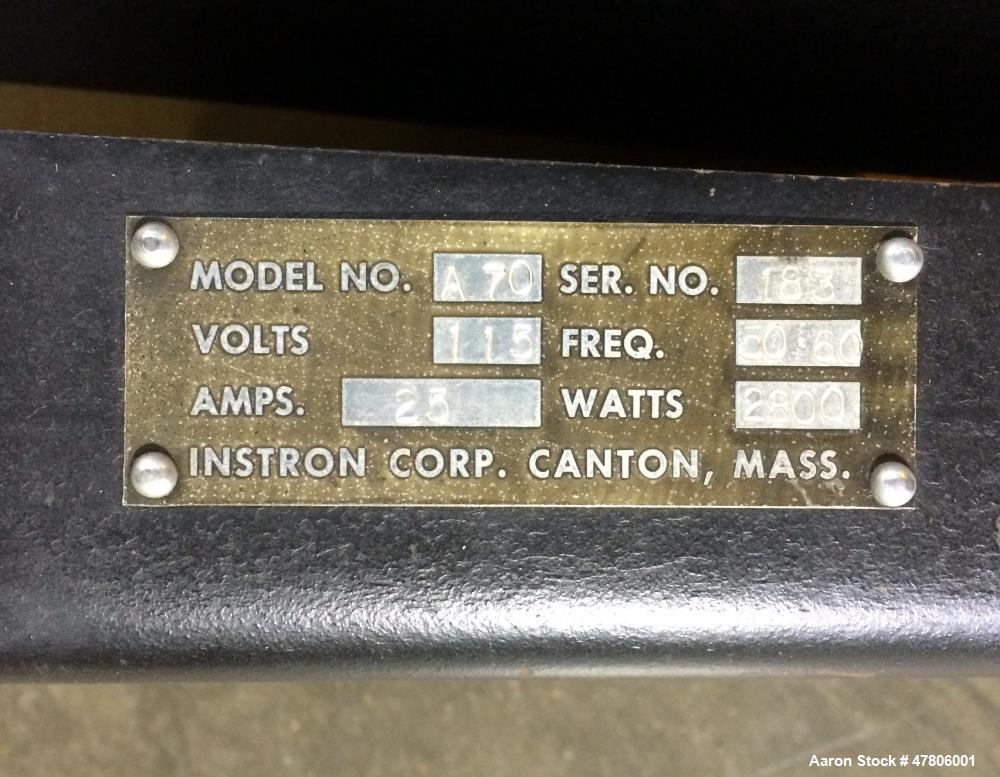 MODEL NO. A 70 SER. NO. 183
VOLTS 115 FREQ. 50-60
AMPS. 25 WATTS 2800
INSTRON CORP. CANTON, MASS.
Aaron Stock # 47806001